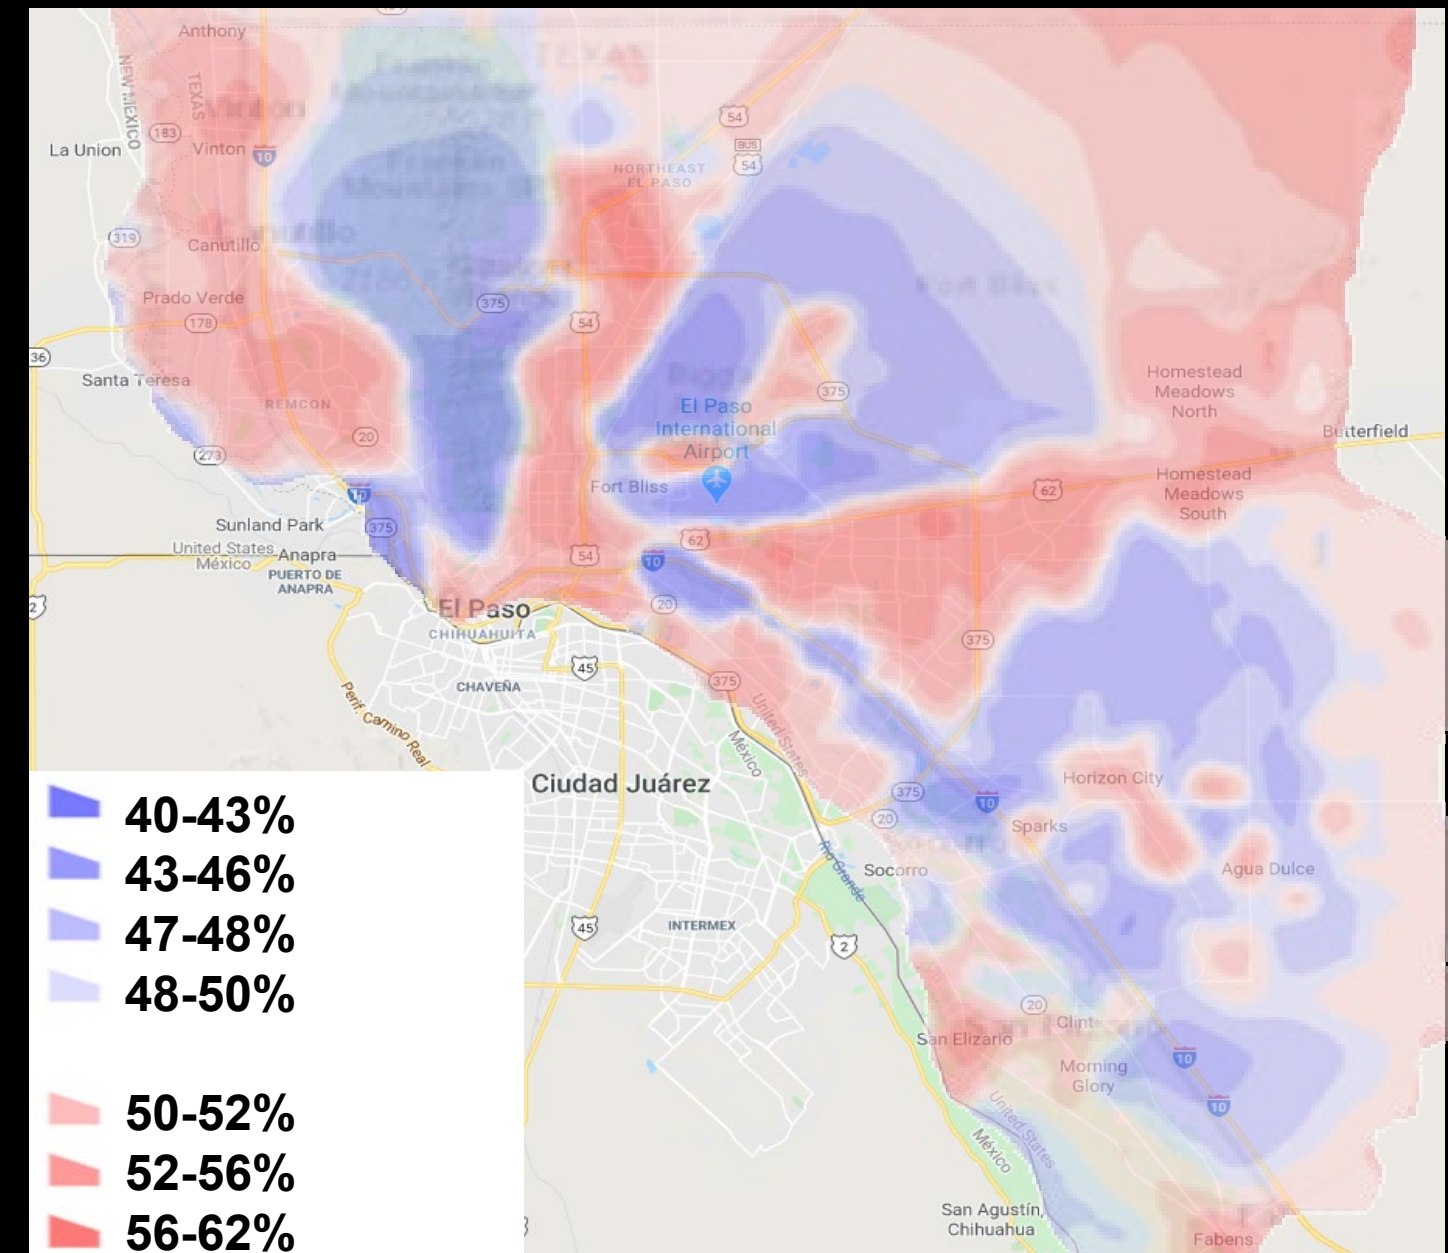 Anthony
TEXAS
NEW MEXICO
TEXAS
Vinton
54
183
BUS
54
La Union
Vinton
10
NORTHEAST
EL PASO
319
Canutillo
Canutillo
Fort Bliss
Prado Verde
375
178
54
36
Homestead
Meadows
North
Santa Teresa
375
REMCON
El Paso
International
Airport
20
Butterfield
273
Fort Bliss
62
Homestead
Meadows
South
10
Sunland Park
375
United States
México
Anapra
54
62
10
PUERTO DE
ANAPRA
2
El Paso
20
CHIHUAHUITA
45
375
375
CHAVEÑA
Perif. Camino Real
United States
México
Ciudad Juárez
Horizon City
375
10
20
Sparks
Río Grande
Socorro
Agua Dulce
45
INTERMEX
2
20
Clint
San Elizario
10
Morning
Glory
10
United States
México
San Agustín,
Chihuahua
Fabens
40-43%
43-46%
47-48%
48-50%
50-52%
52-56%
56-62%